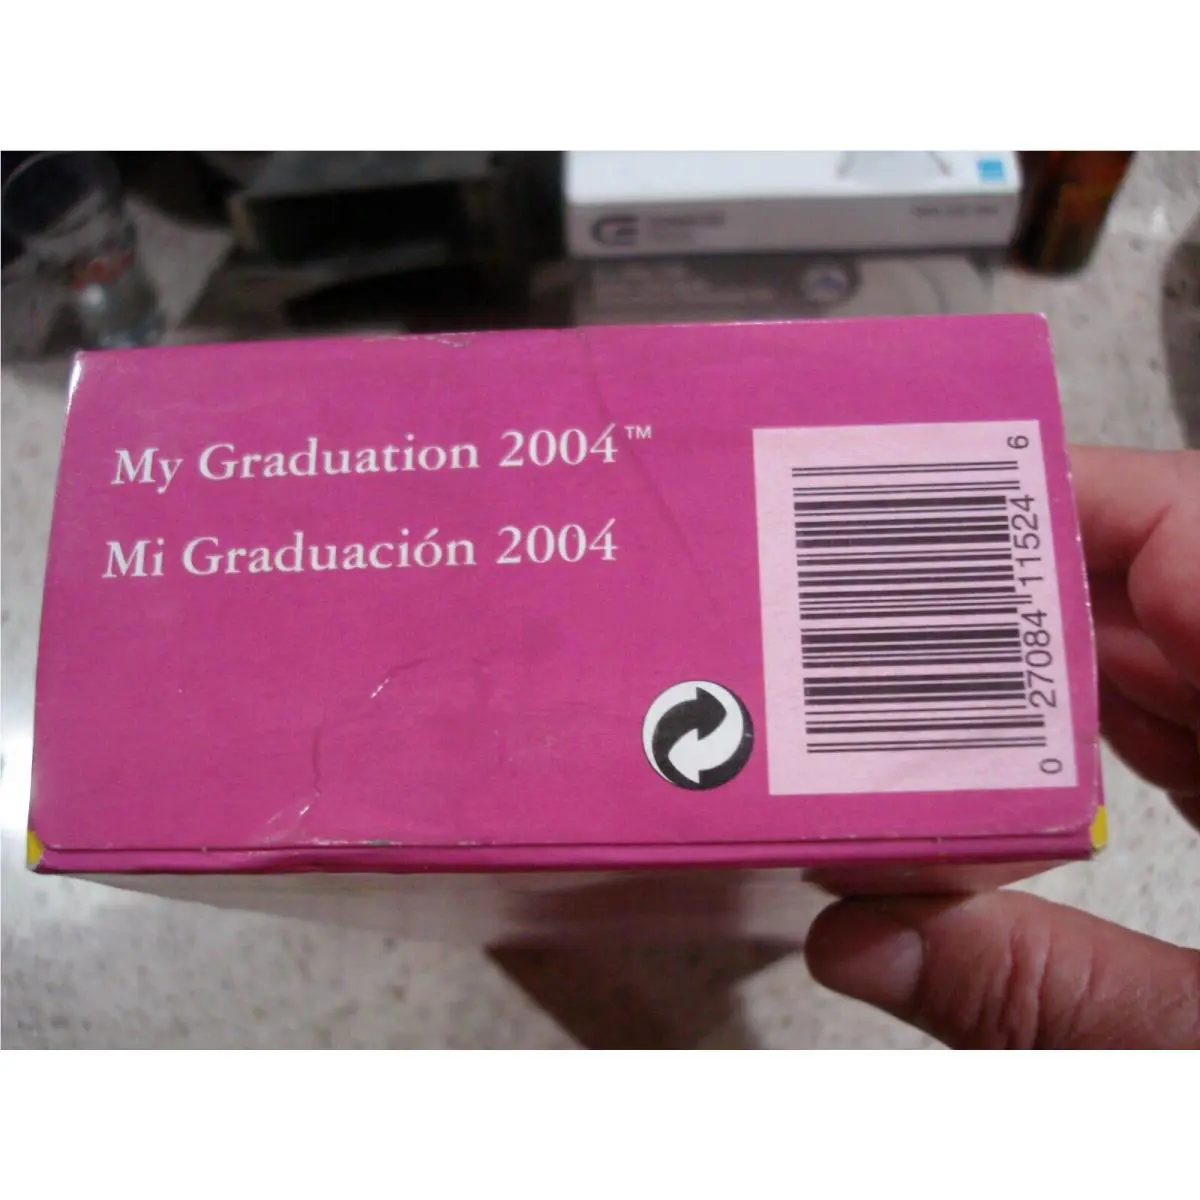 My Graduation 2004™
Mi Graduación 2004
0 27084 11524 6